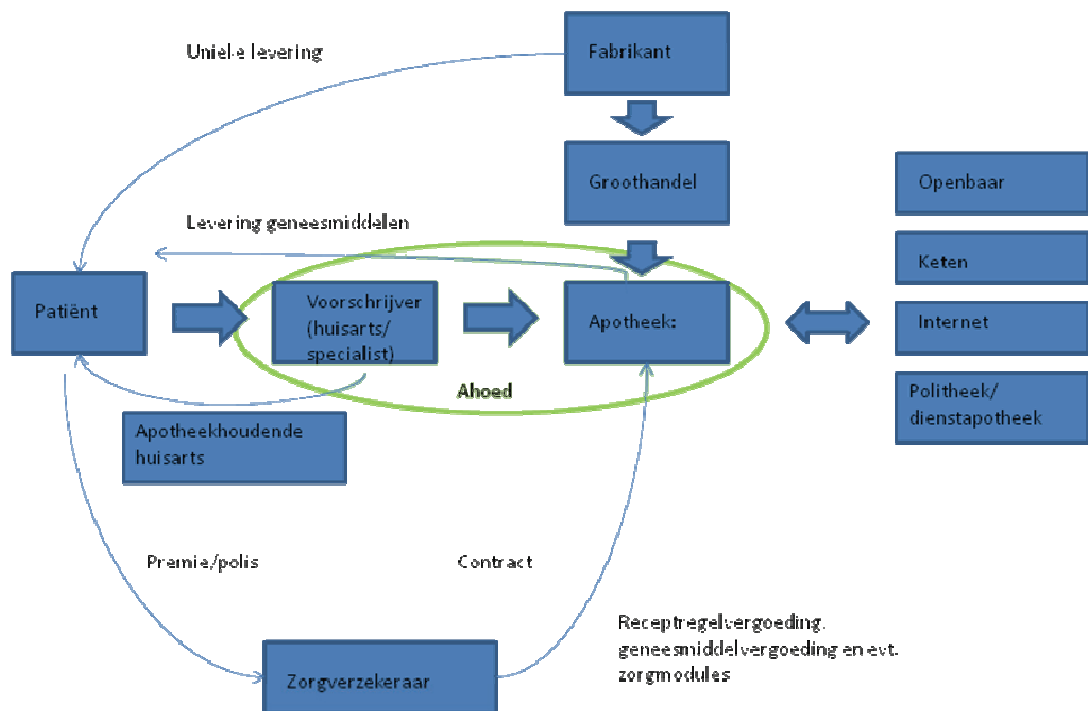 Unieke levering
Fabrikant
Groothandel
Openbaar
Levering geneesmiddelen
Keten
Patiënt
Voorschrijver
(huisarts/
specialist)
Apotheek:
Internet
Ahoed
Politheek/
dienstapotheek
Apotheekhoudende
huisarts
Premie/polis
Contract
Receptregelvergoeding.
geneesmiddelvergoeding en evt.
zorgmodules
Zorgverzekeraar